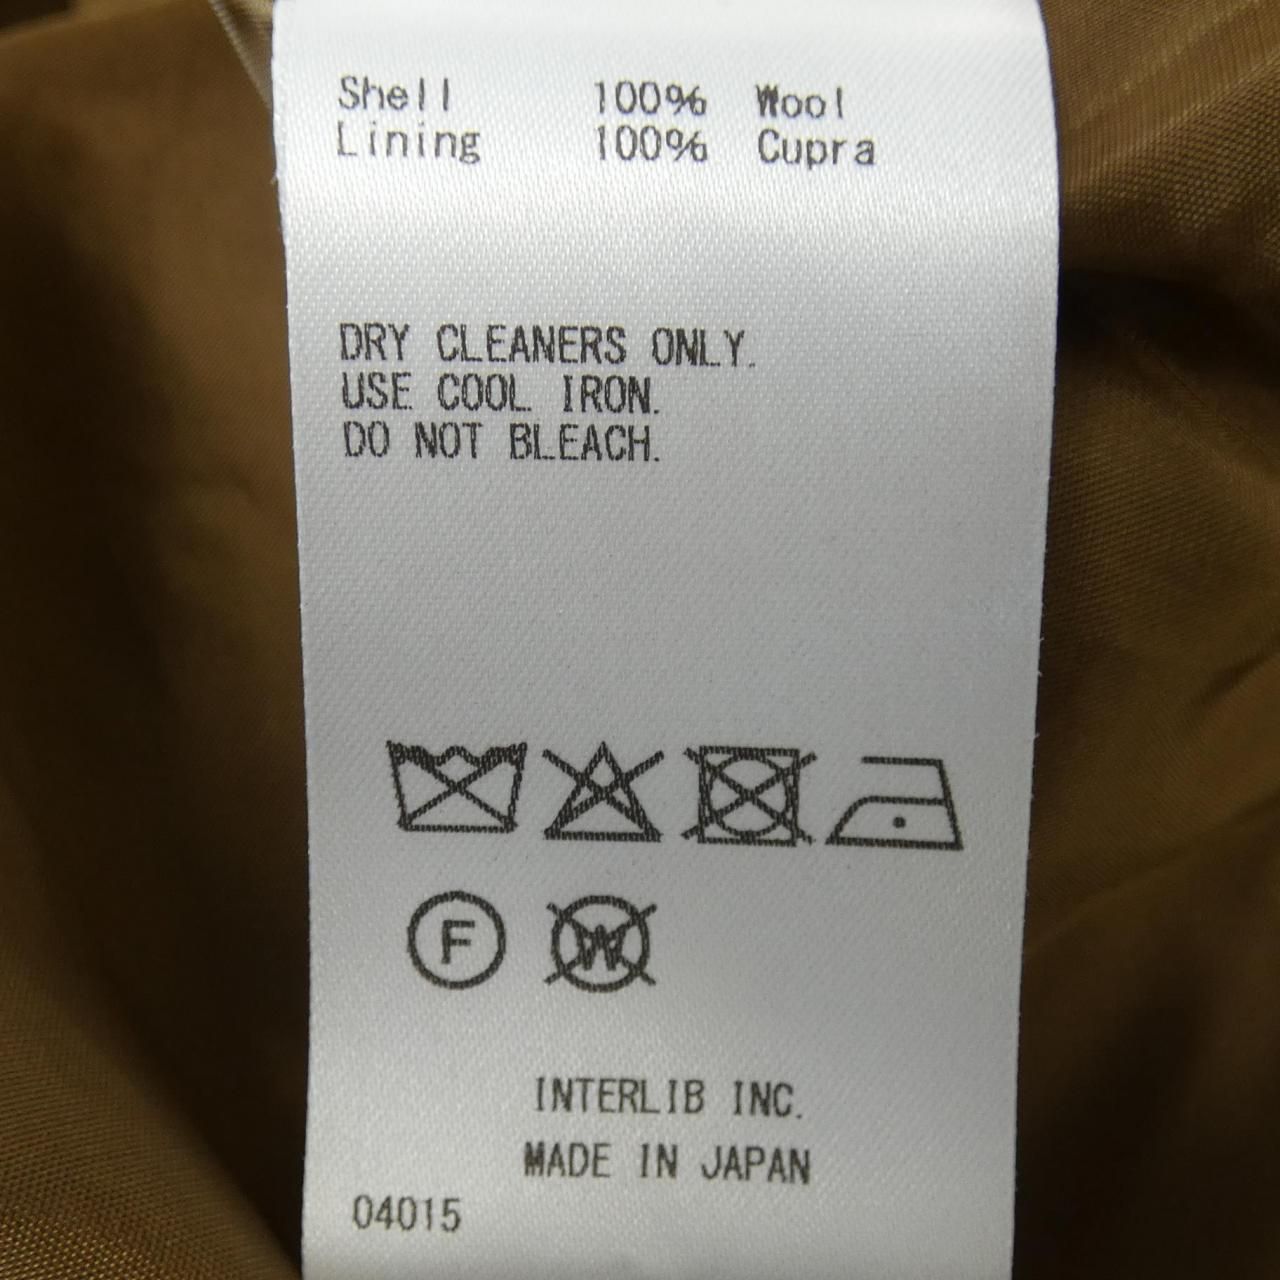 Shell 100% Wool
Lining 100% Cupra
DRY CLEANERS ONLY.
USE COOL IRON.
DO NOT BLEACH.
F W
INTERLIB INC.
MADE IN JAPAN
04015